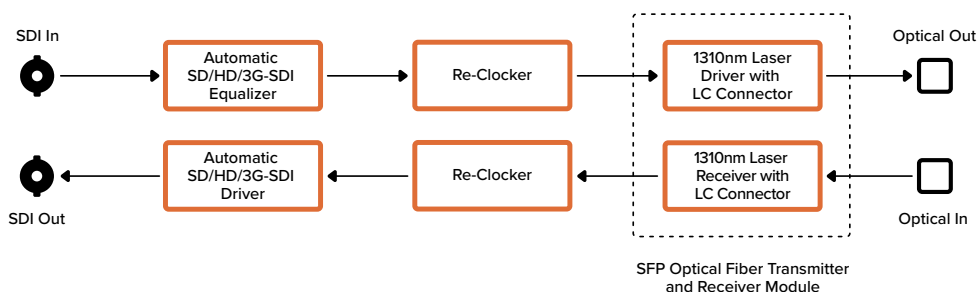 SDI In
Automatic
SD/HD/3G-SDI
Equalizer
Re-Clocker
1310nm Laser
Driver with
LC Connector
Optical Out
SDI Out
Automatic
SD/HD/3G-SDI
Driver
Re-Clocker
1310nm Laser
Receiver with
LC Connector
Optical In
SFP Optical Fiber Transmitter
and Receiver Module